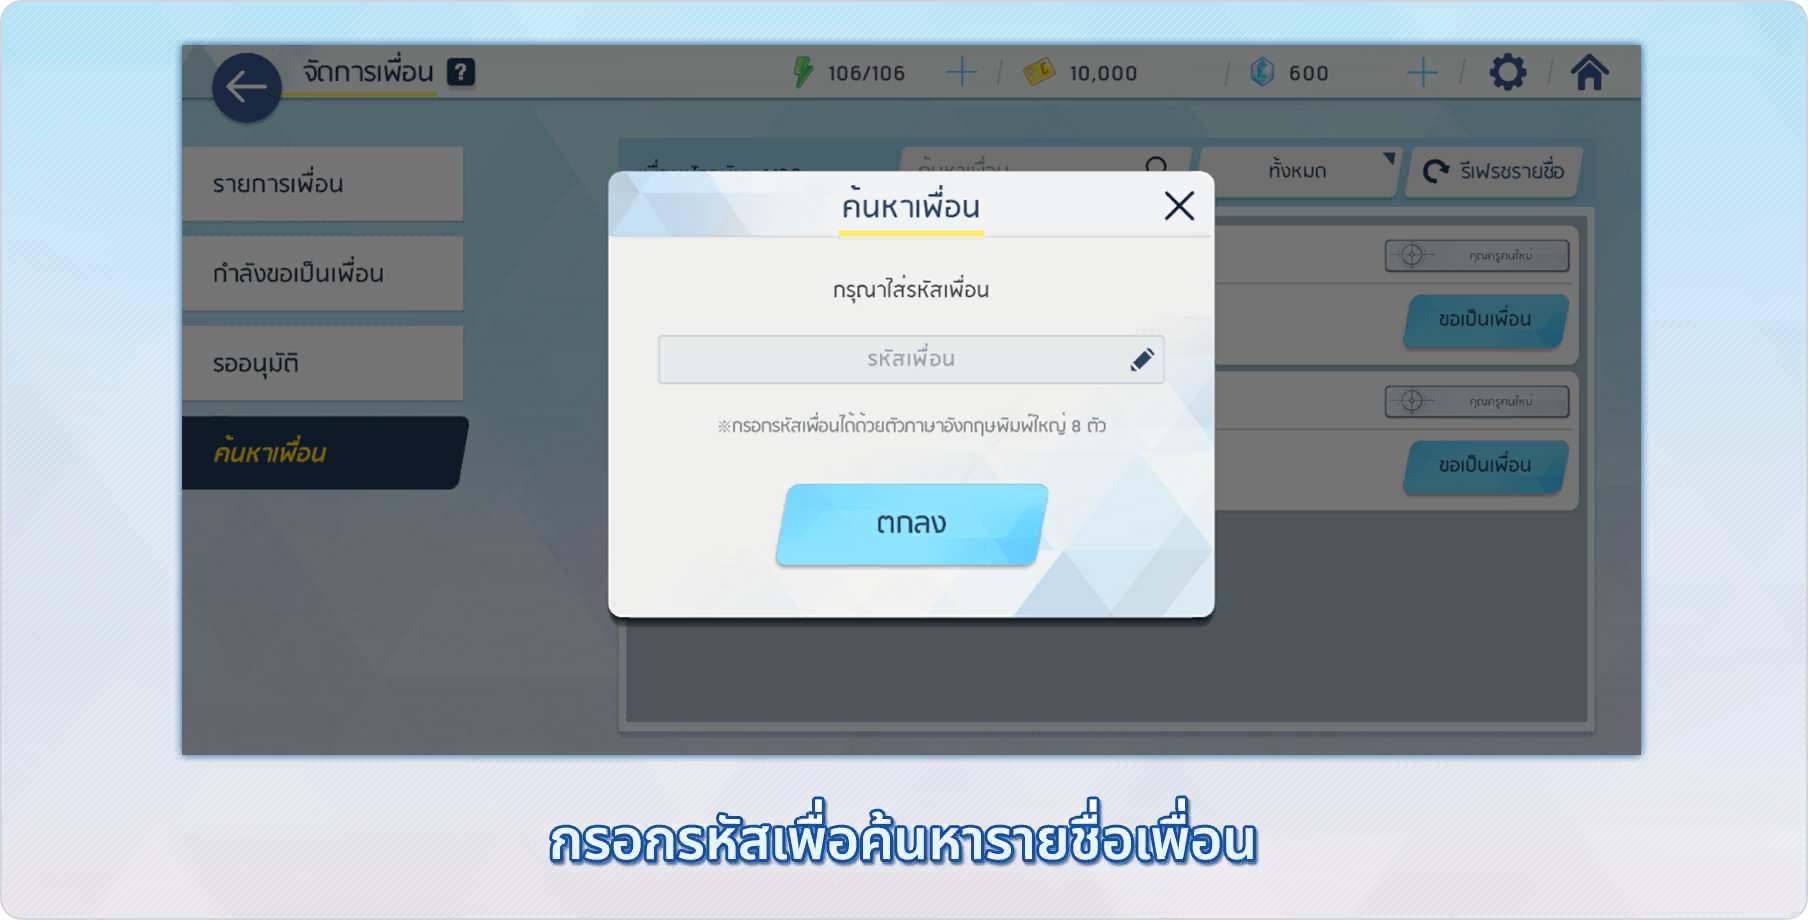 จัดการเพื่อน ?
106/106
10,000
600
รายการเพื่อน
กำลังขอเป็นเพื่อน
รออนุมัติ
ค้นหาเพื่อน
ค้นหาเพื่อน
ทั้งหมด
รีเฟรชรายชื่อ
ค้นหาเพื่อน
กรุณาใส่รหัสเพื่อน
รหัสเพื่อน
※กรอกรหัสเพื่อนได้ด้วยตัวภาษาอังกฤษพิมพ์ใหญ่ 8 ตัว
ตกลง
คุณครูคนใหม่
ขอเป็นเพื่อน
คุณครูคนใหม่
ขอเป็นเพื่อน
กรอกรหัสเพื่อค้นหารายชื่อเพื่อน